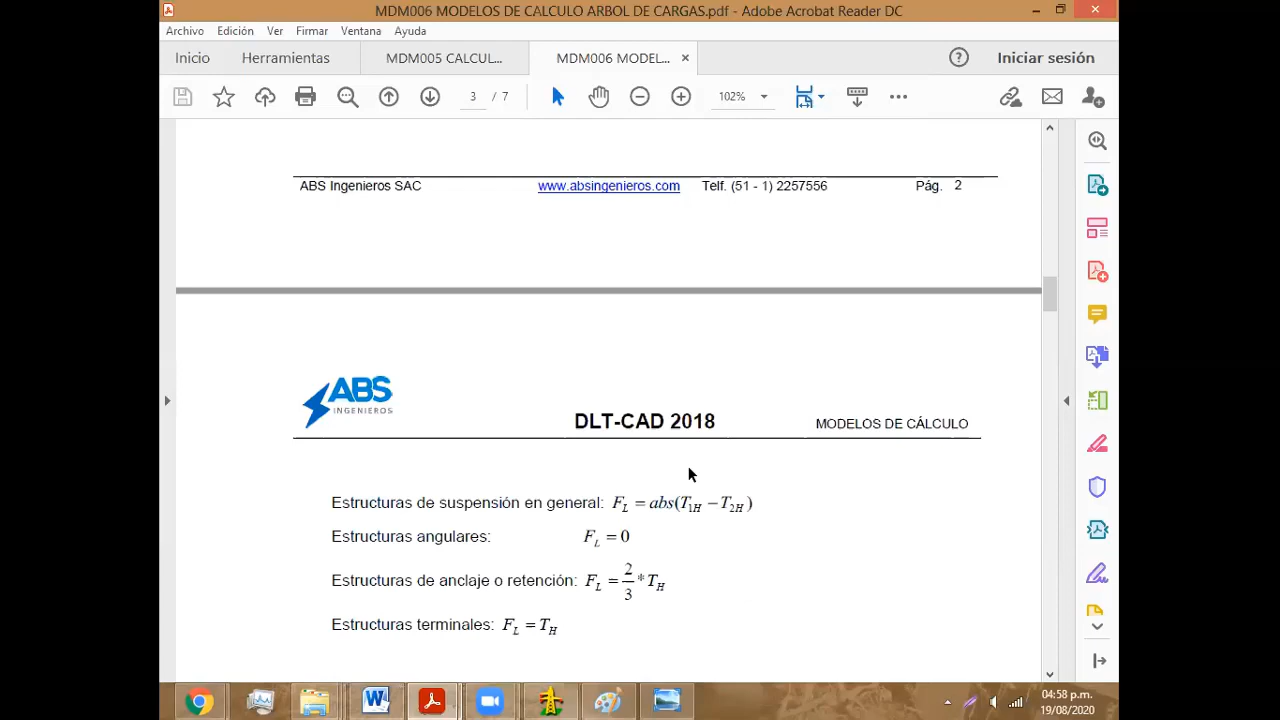 MDM006 MODELOS DE CALCULO ARBOL DE CARGAS.pdf - Adobe Acrobat Reader DC
Archivo Edición Ver Firmar Ventana Ayuda
Inicio Herramientas MDM005 CALCUL... MDM006 MODEL... × ? Iniciar sesión
3 / 7 102%
ABS Ingenieros SAC www.absingenieros.com Telf. (51 - 1) 2257556 Pág. 2
ABS
INGENIEROS
DLT-CAD 2018 MODELOS DE CÁLCULO
Estructuras de suspensión en general: F_L = abs(T_1H − T_2H)
Estructuras angulares: F_L = 0
Estructuras de anclaje o retención: F_L = 2/3 * T_H
Estructuras terminales: F_L = T_H
04:58 p.m.
19/08/2020